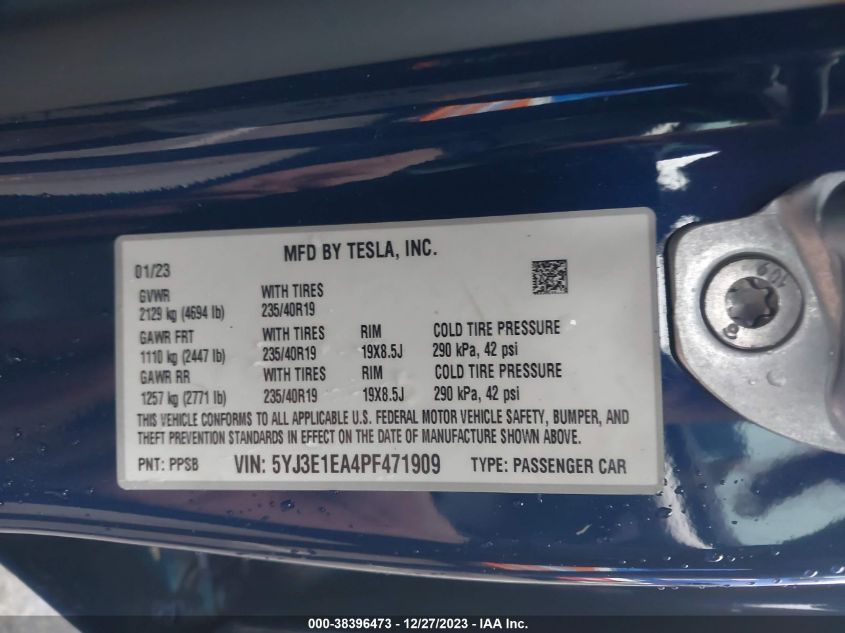 MFD BY TESLA, INC.
01/23
GVWR WITH TIRES
2129 kg (4694 lb) 235/40R19
GAWR FRT WITH TIRES RIM COLD TIRE PRESSURE
1110 kg (2447 lb) 235/40R19 19X8.5J 290 kPa, 42 psi
GAWR RR WITH TIRES RIM COLD TIRE PRESSURE
1257 kg (2771 lb) 235/40R19 19X8.5J 290 kPa, 42 psi
THIS VEHICLE CONFORMS TO ALL APPLICABLE U.S. FEDERAL MOTOR VEHICLE SAFETY, BUMPER, AND
THEFT PREVENTION STANDARDS IN EFFECT ON THE DATE OF MANUFACTURE SHOWN ABOVE.
PNT: PPSB VIN: 5YJ3E1EA4PF471909 TYPE: PASSENGER CAR
10.9
000-38396473 - 12/27/2023 - IAA Inc.